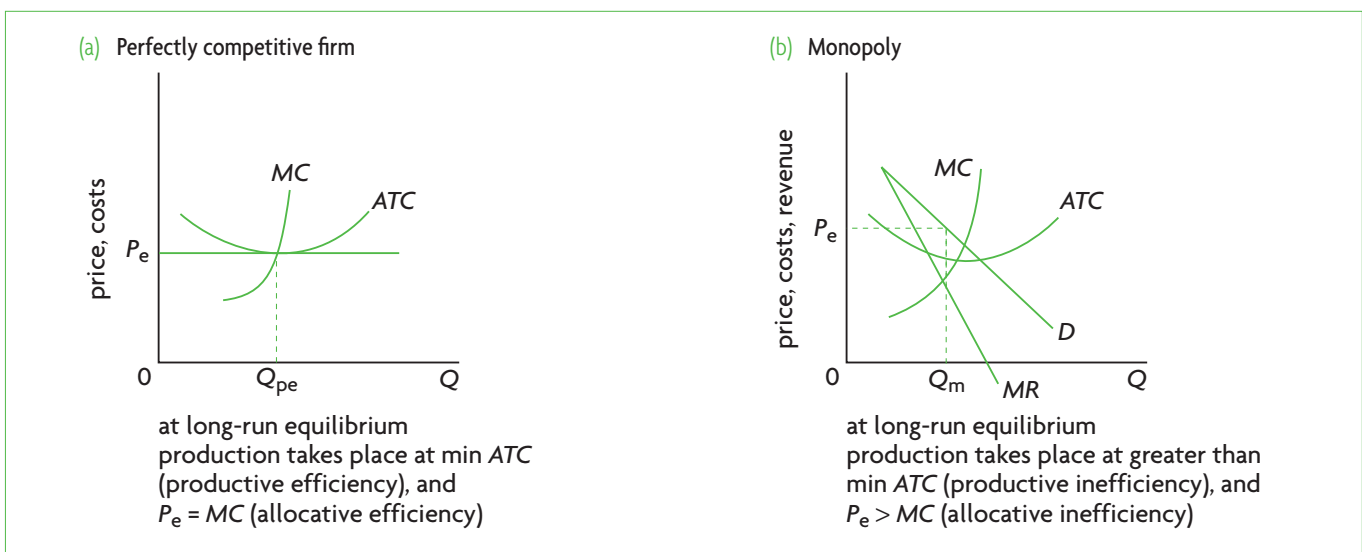 (a) Perfectly competitive firm
price, costs
MC
ATC
Pe
0
Qpe
Q
at long-run equilibrium
production takes place at min ATC
(productive efficiency), and
Pe = MC (allocative efficiency)
(b) Monopoly
price, costs, revenue
MC
ATC
Pe
D
0
Qm
MR
Q
at long-run equilibrium
production takes place at greater than
min ATC (productive inefficiency), and
Pe > MC (allocative inefficiency)